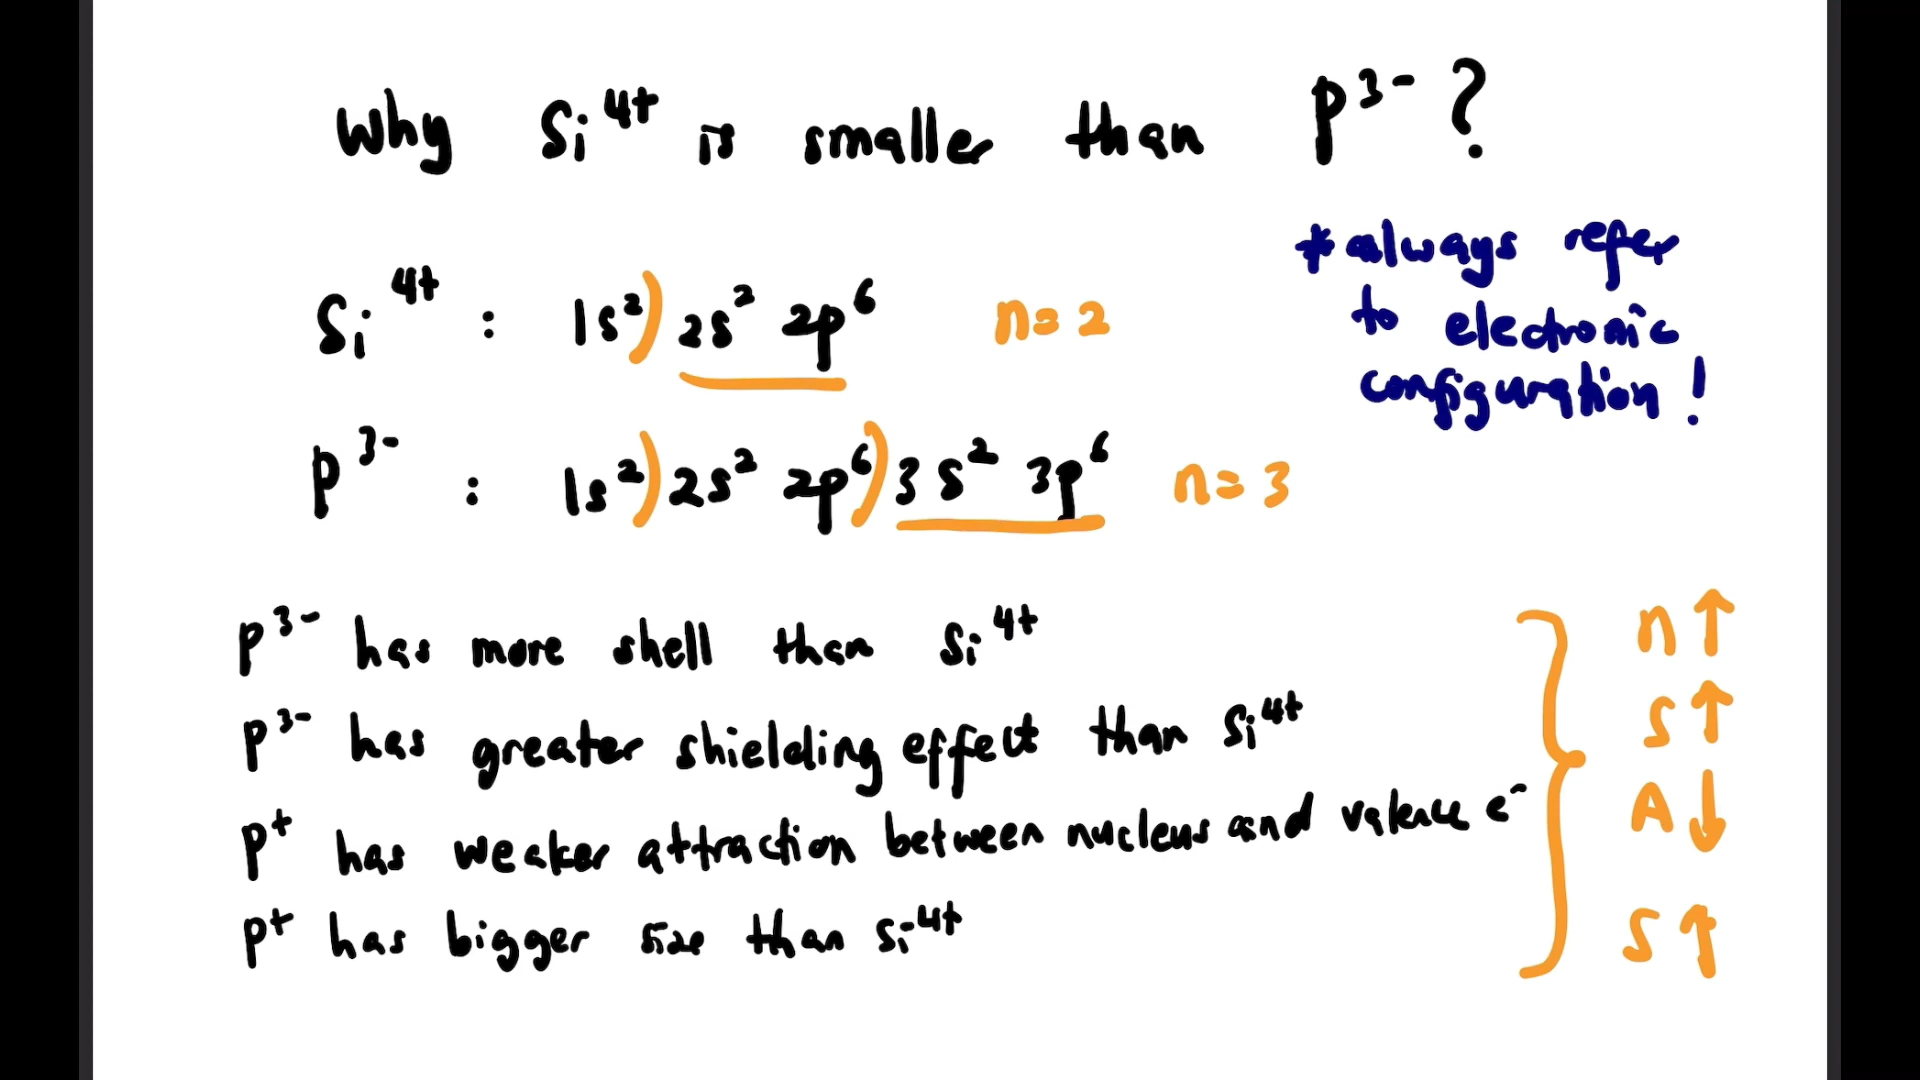 Why Si⁴⁺ is smaller than P³⁻ ?
*always refer
to electronic
configuration!
Si⁴⁺ : 1s²) 2s² 2p⁶ n=2
P³⁻ : 1s²) 2s² 2p⁶) 3s² 3p⁶ n=3
P³⁻ has more shell than Si⁴⁺
P³⁻ has greater shielding effect than Si⁴⁺
P⁺ has weaker attraction between nucleus and valence e⁻
P⁺ has bigger size than Si⁴⁺
n↑
S↑
A↓
S↑